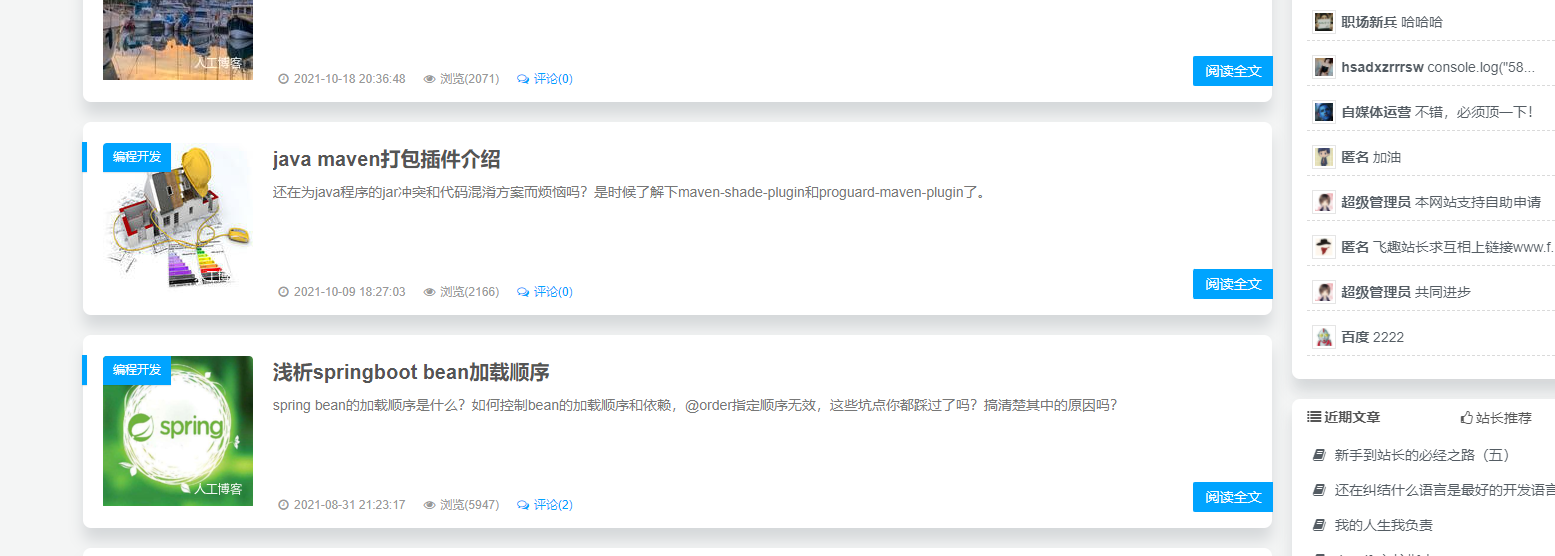 人工博客
2021-10-18 20:36:48 浏览(2071) 评论(0)
阅读全文
编程开发
java maven打包插件介绍
还在为java程序的jar冲突和代码混淆方案而烦恼吗？是时候了解下maven-shade-plugin和proguard-maven-plugin了。
2021-10-09 18:27:03 浏览(2166) 评论(0)
阅读全文
编程开发
spring
人工博客
浅析springboot bean加载顺序
spring bean的加载顺序是什么？如何控制bean的加载顺序和依赖，@order指定顺序无效，这些坑点你都踩过了吗？搞清楚其中的原因吗？
2021-08-31 21:23:17 浏览(5947) 评论(2)
阅读全文
职场新兵 哈哈哈
hsadxzrrrsw console.log("58...
自媒体运营 不错，必须顶一下！
匿名 加油
超级管理员 本网站支持自助申请
匿名 飞趣站长求互相上链接www.f...
超级管理员 共同进步
百度 2222
近期文章 站长推荐
新手到站长的必经之路（五）
还在纠结什么语言是最好的开发语言
我的人生我负责